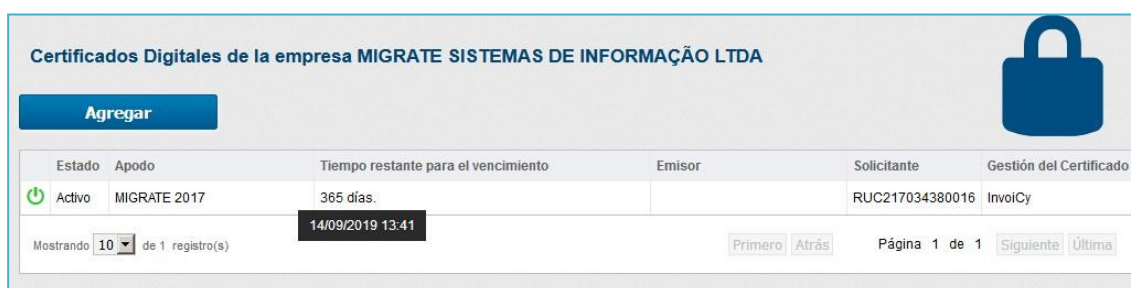 Certificados Digitales de la empresa MIGRATE SISTEMAS DE INFORMAÇÃO LTDA
Agregar
Estado Apodo Tiempo restante para el vencimiento Emisor Solicitante Gestión del Certificado
Activo MIGRATE 2017 365 días. RUC217034380016 InvoiCy
14/09/2019 13:41
Mostrando 10 de 1 registro(s) Primero Atrás Página 1 de 1 Siguiente Última